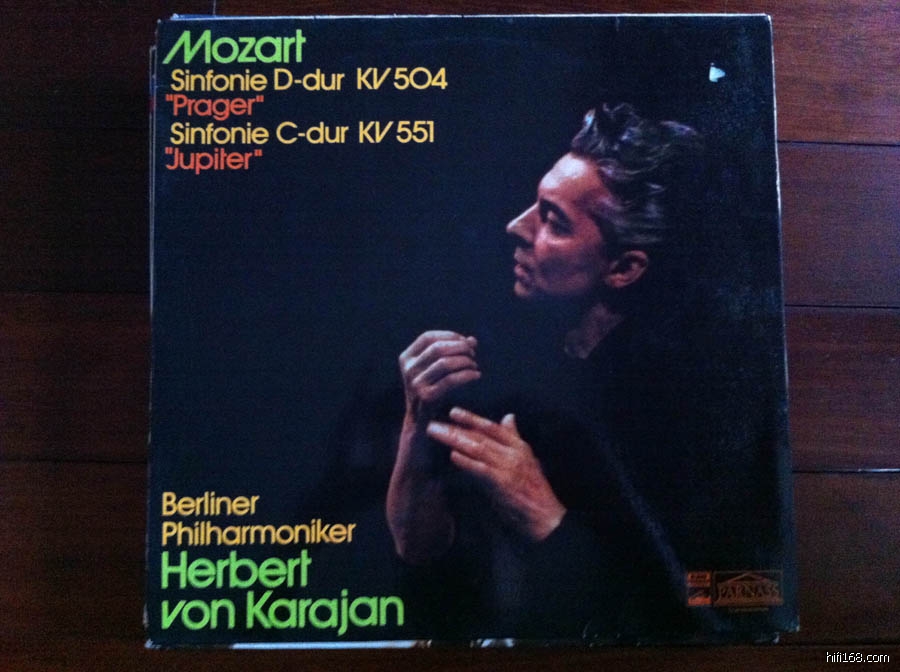 Mozart
Sinfonie D-dur KV 504
"Prager"
Sinfonie C-dur KV 551
"Jupiter"
Berliner
Philharmoniker
Herbert
von Karajan
PARNASS
hifi168.com